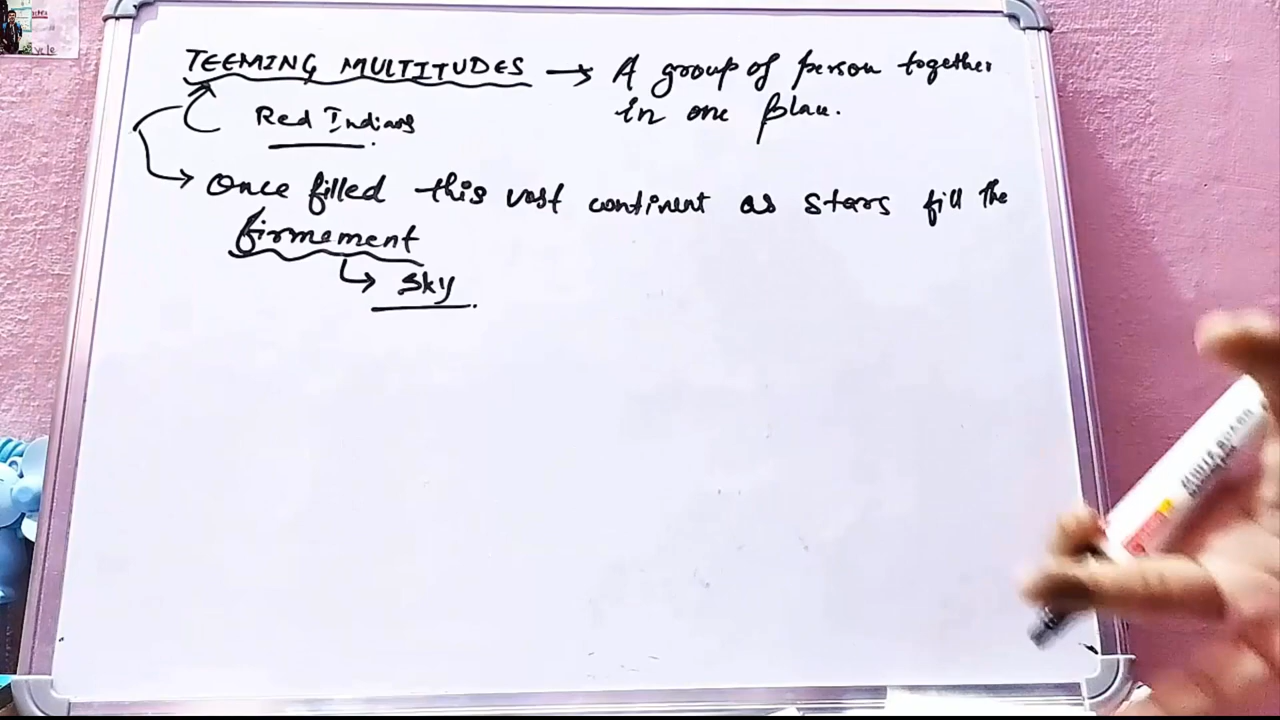 TEEMING MULTITUDES → A group of person together
in one place.
Red Indians
→ Once filled this vast continent as stars fill the
firmament
↳ Sky